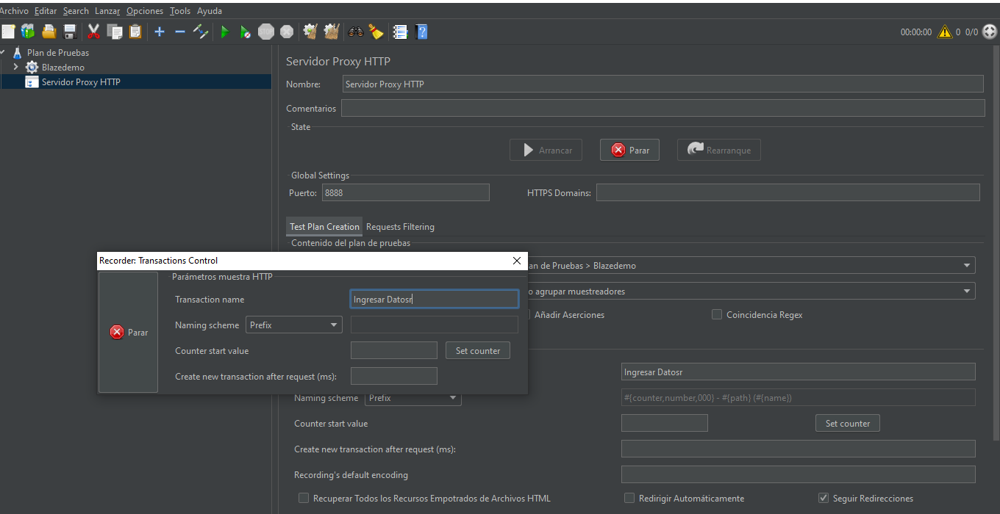 Archivo Editar Search Lanzar Opciones Tools Ayuda
STOP 00:00:00 0 0/0
Plan de Pruebas
Blazedemo
Servidor Proxy HTTP
Servidor Proxy HTTP
Nombre: Servidor Proxy HTTP
Comentarios
State
Arrancar Parar Rearranque
Global Settings
Puerto: 8888 HTTPS Domains:
Test Plan Creation Requests Filtering
Contenido del plan de pruebas
Recorder: Transactions Control
Parar
Parámetros muestra HTTP
Transaction name Ingresar Datosr
Naming scheme Prefix
Counter start value Set counter
Create new transaction after request (ms):
an de Pruebas > Blazedemo
o agrupar muestreadores
Añadir Aserciones Coincidencia Regex
Ingresar Datosr
Naming scheme Prefix #{counter,number,000} - #{path} (#{name})
Counter start value Set counter
Create new transaction after request (ms):
Recording's default encoding
Recuperar Todos los Recursos Empotrados de Archivos HTML Redirigir Automáticamente Seguir Redirecciones